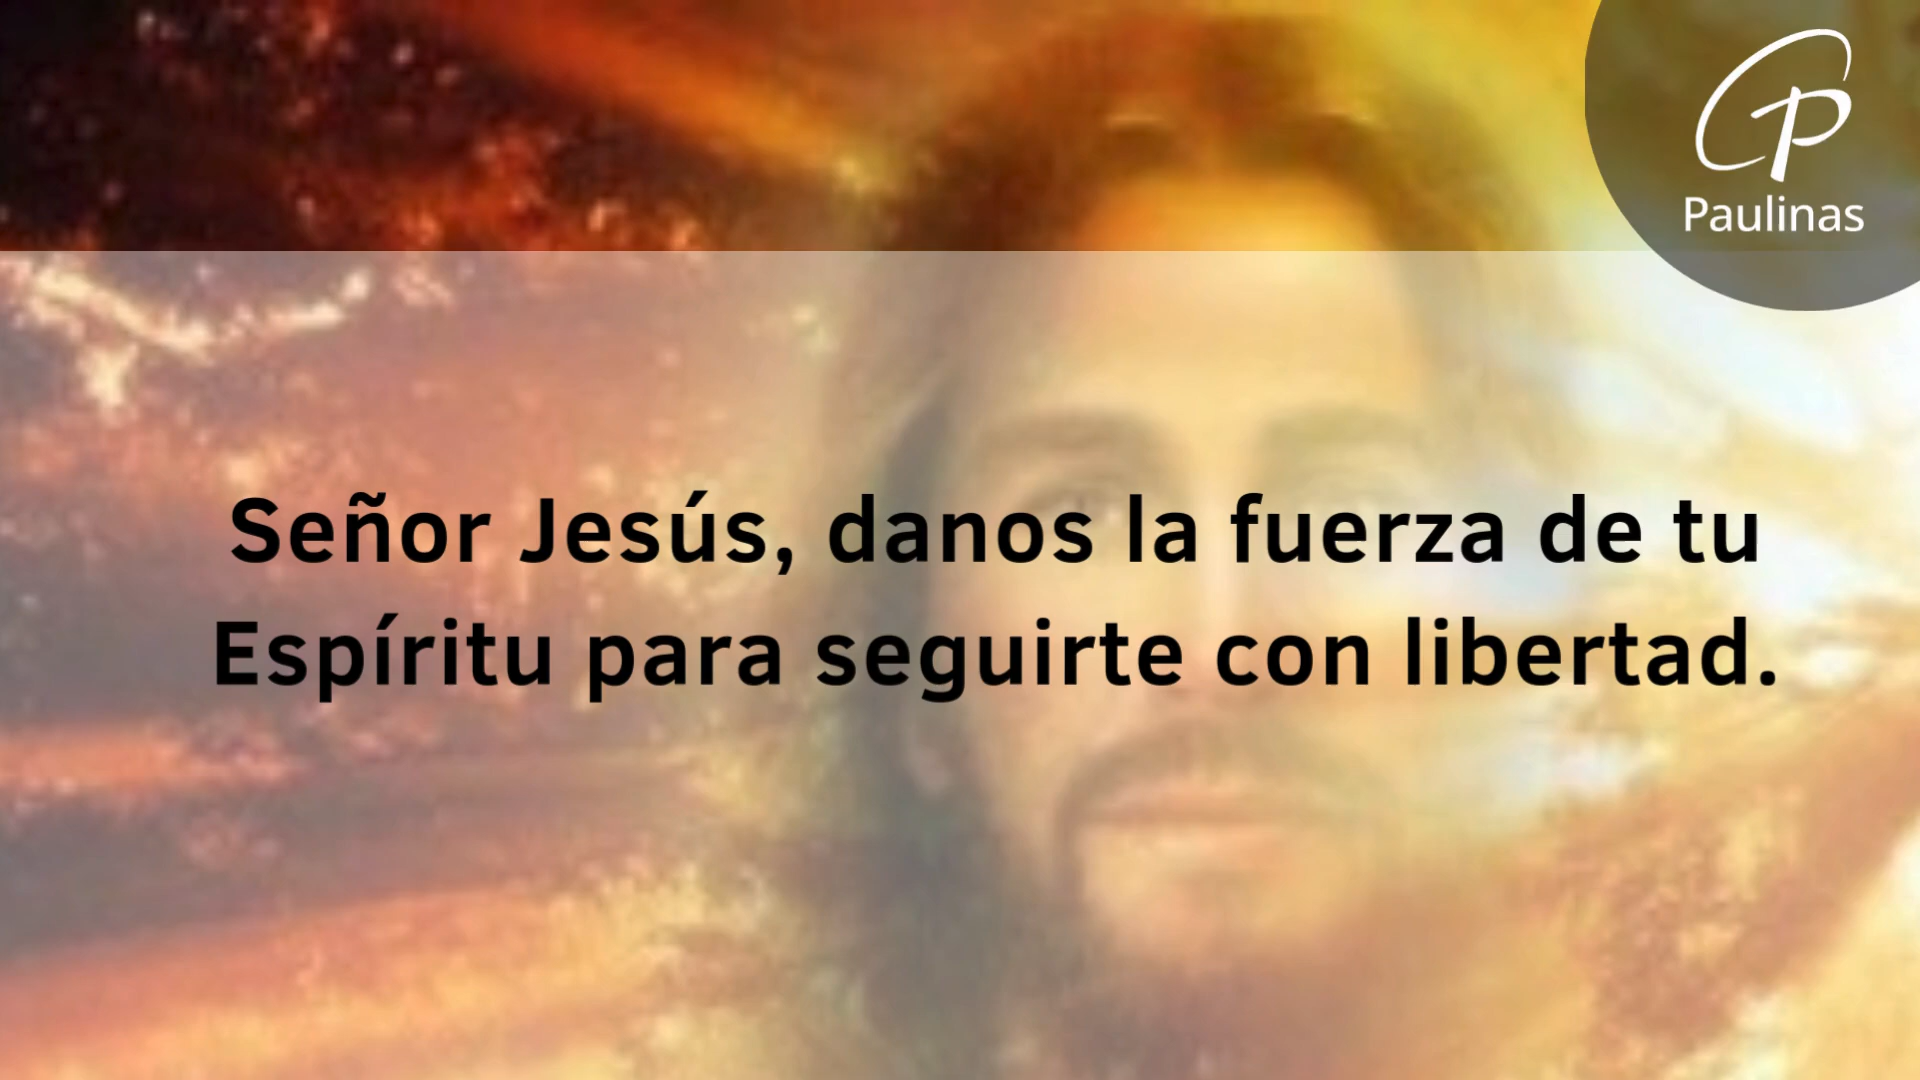 Paulinas
Señor Jesús, danos la fuerza de tu
Espíritu para seguirte con libertad.